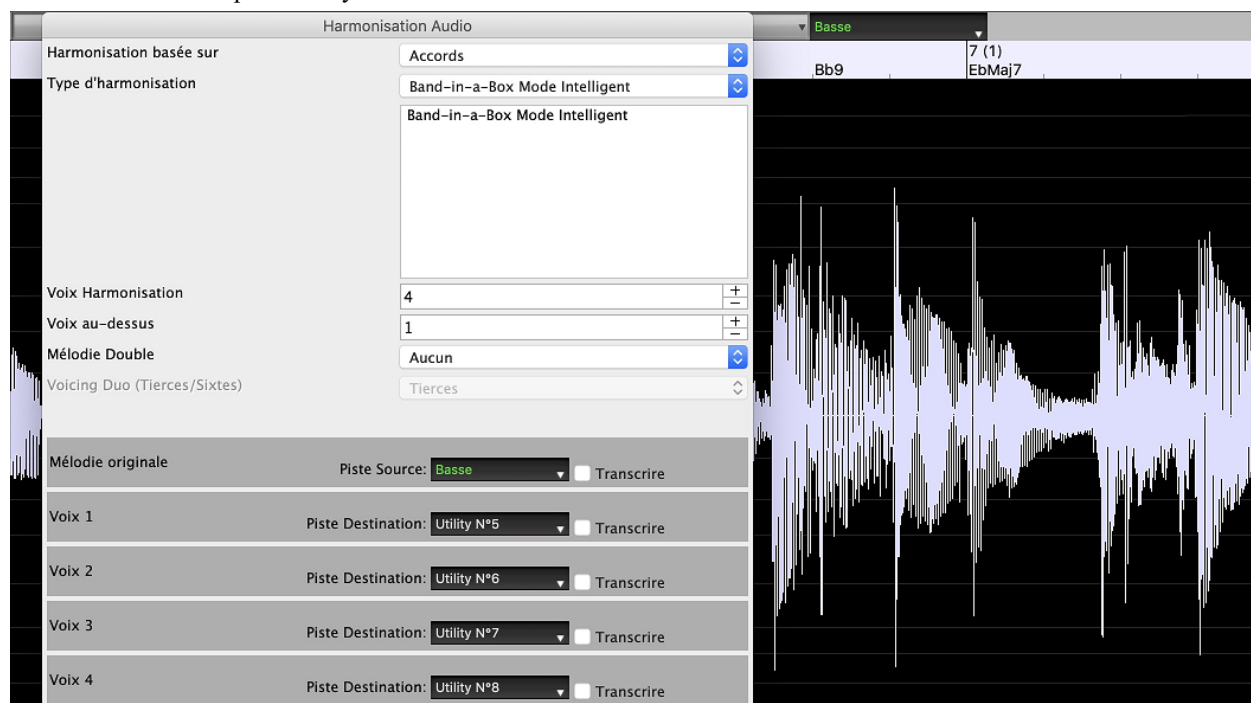 Harmonisation Audio
Basse
Harmonisation basée sur
Accords
7 (1)
Bb9
EbMaj7
Type d'harmonisation
Band-in-a-Box Mode Intelligent
Band-in-a-Box Mode Intelligent
Voix Harmonisation
4
+
−
Voix au-dessus
1
+
−
Mélodie Double
Aucun
Voicing Duo (Tierces/Sixtes)
Tierces
Mélodie originale
Piste Source: Basse
Transcrire
Voix 1
Piste Destination: Utility N°5
Transcrire
Voix 2
Piste Destination: Utility N°6
Transcrire
Voix 3
Piste Destination: Utility N°7
Transcrire
Voix 4
Piste Destination: Utility N°8
Transcrire